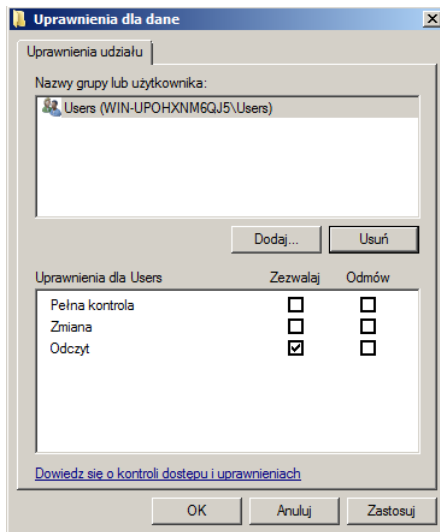 Uprawnienia dla dane
Uprawnienia udziału
Nazwy grupy lub użytkownika:
Users (WIN-UPOHXNM6QJ5\Users)
Dodaj... Usuń
Uprawnienia dla Users Zezwalaj Odmów
Pełna kontrola
Zmiana
Odczyt
Dowiedz się o kontroli dostępu i uprawnieniach
OK Anuluj Zastosuj